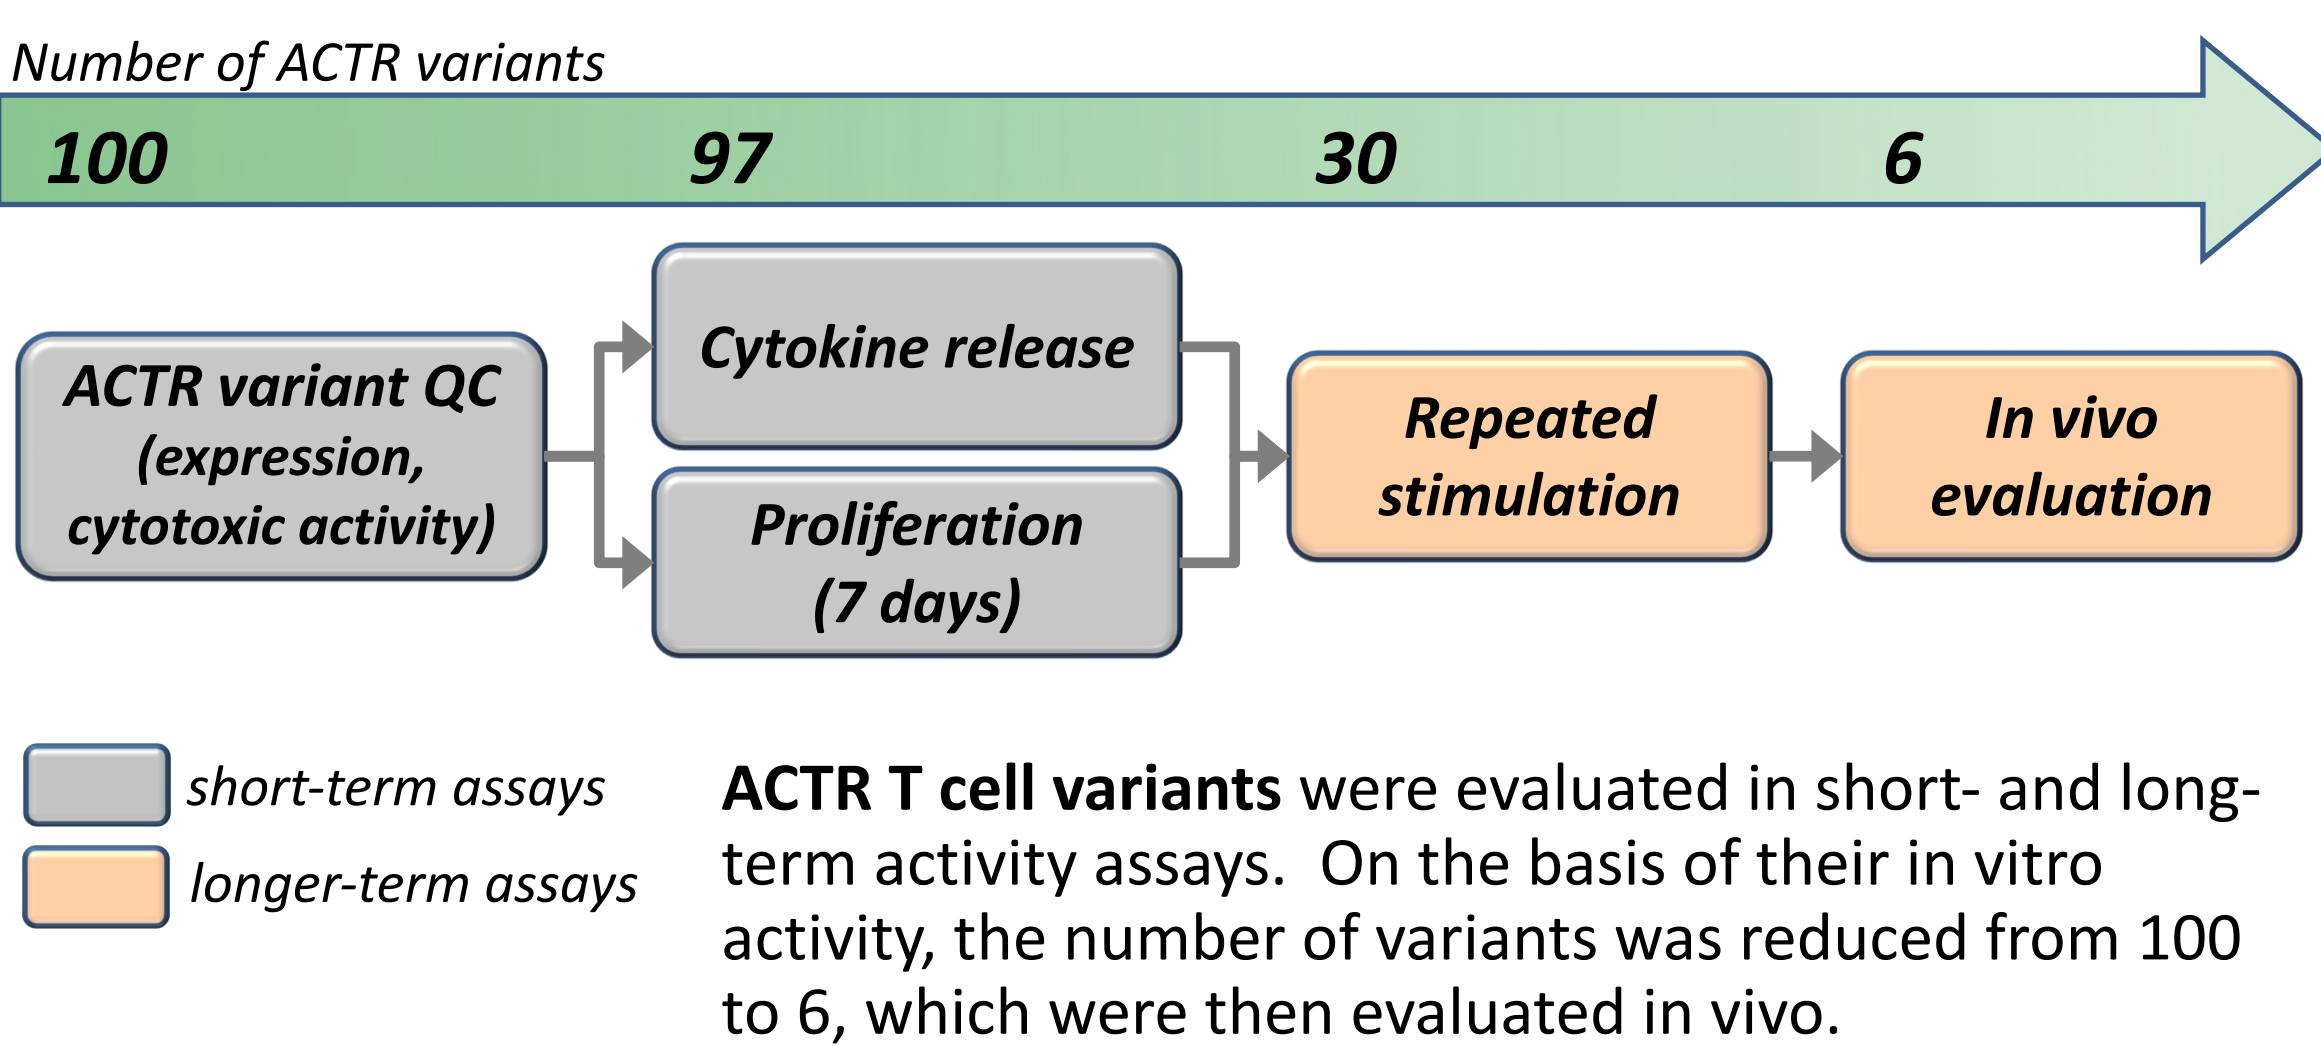 Number of ACTR variants
100
97
30
6
ACTR variant QC
(expression,
cytotoxic activity)
Cytokine release
Proliferation
(7 days)
Repeated
stimulation
In vivo
evaluation
short-term assays
longer-term assays
ACTR T cell variants were evaluated in short- and long-
term activity assays.  On the basis of their in vitro
activity, the number of variants was reduced from 100
to 6, which were then evaluated in vivo.